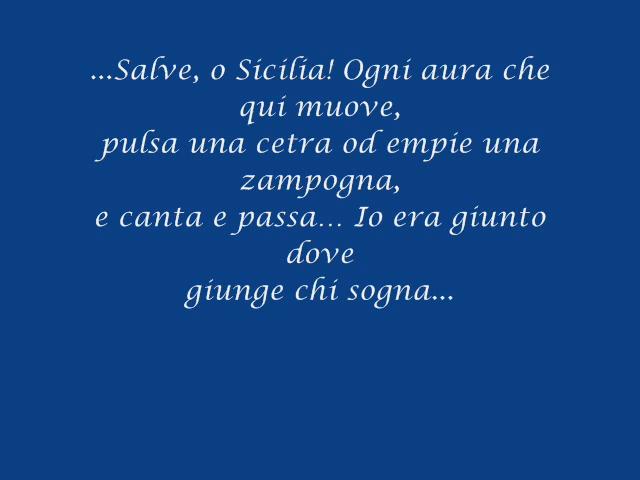 ...Salve, o Sicilia! Ogni aura che
qui muove,
pulsa una cetra od empie una
zampogna,
e canta e passa… Io era giunto
dove
giunge chi sogna...